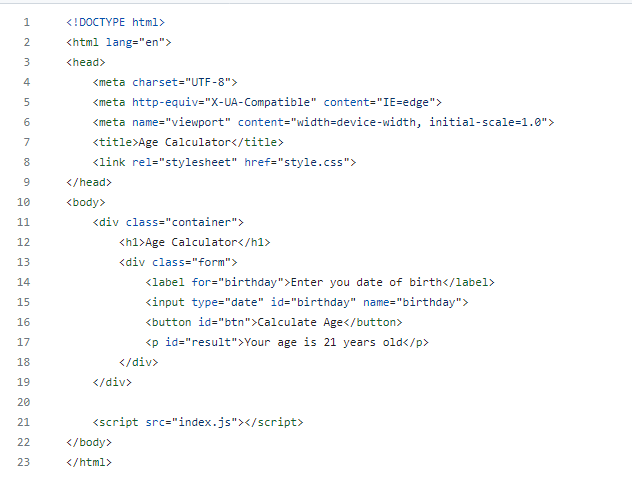 1 <!DOCTYPE html>
2 <html lang="en">
3 <head>
4 <meta charset="UTF-8">
5 <meta http-equiv="X-UA-Compatible" content="IE=edge">
6 <meta name="viewport" content="width=device-width, initial-scale=1.0">
7 <title>Age Calculator</title>
8 <link rel="stylesheet" href="style.css">
9 </head>
10 <body>
11 <div class="container">
12 <h1>Age Calculator</h1>
13 <div class="form">
14 <label for="birthday">Enter you date of birth</label>
15 <input type="date" id="birthday" name="birthday">
16 <button id="btn">Calculate Age</button>
17 <p id="result">Your age is 21 years old</p>
18 </div>
19 </div>
20
21 <script src="index.js"></script>
22 </body>
23 </html>